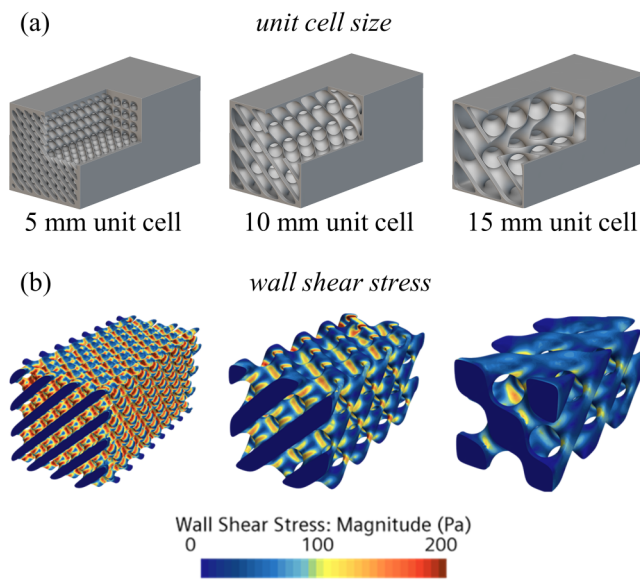 (a) unit cell size
5 mm unit cell 10 mm unit cell 15 mm unit cell
(b) wall shear stress
Wall Shear Stress: Magnitude (Pa)
0 100 200